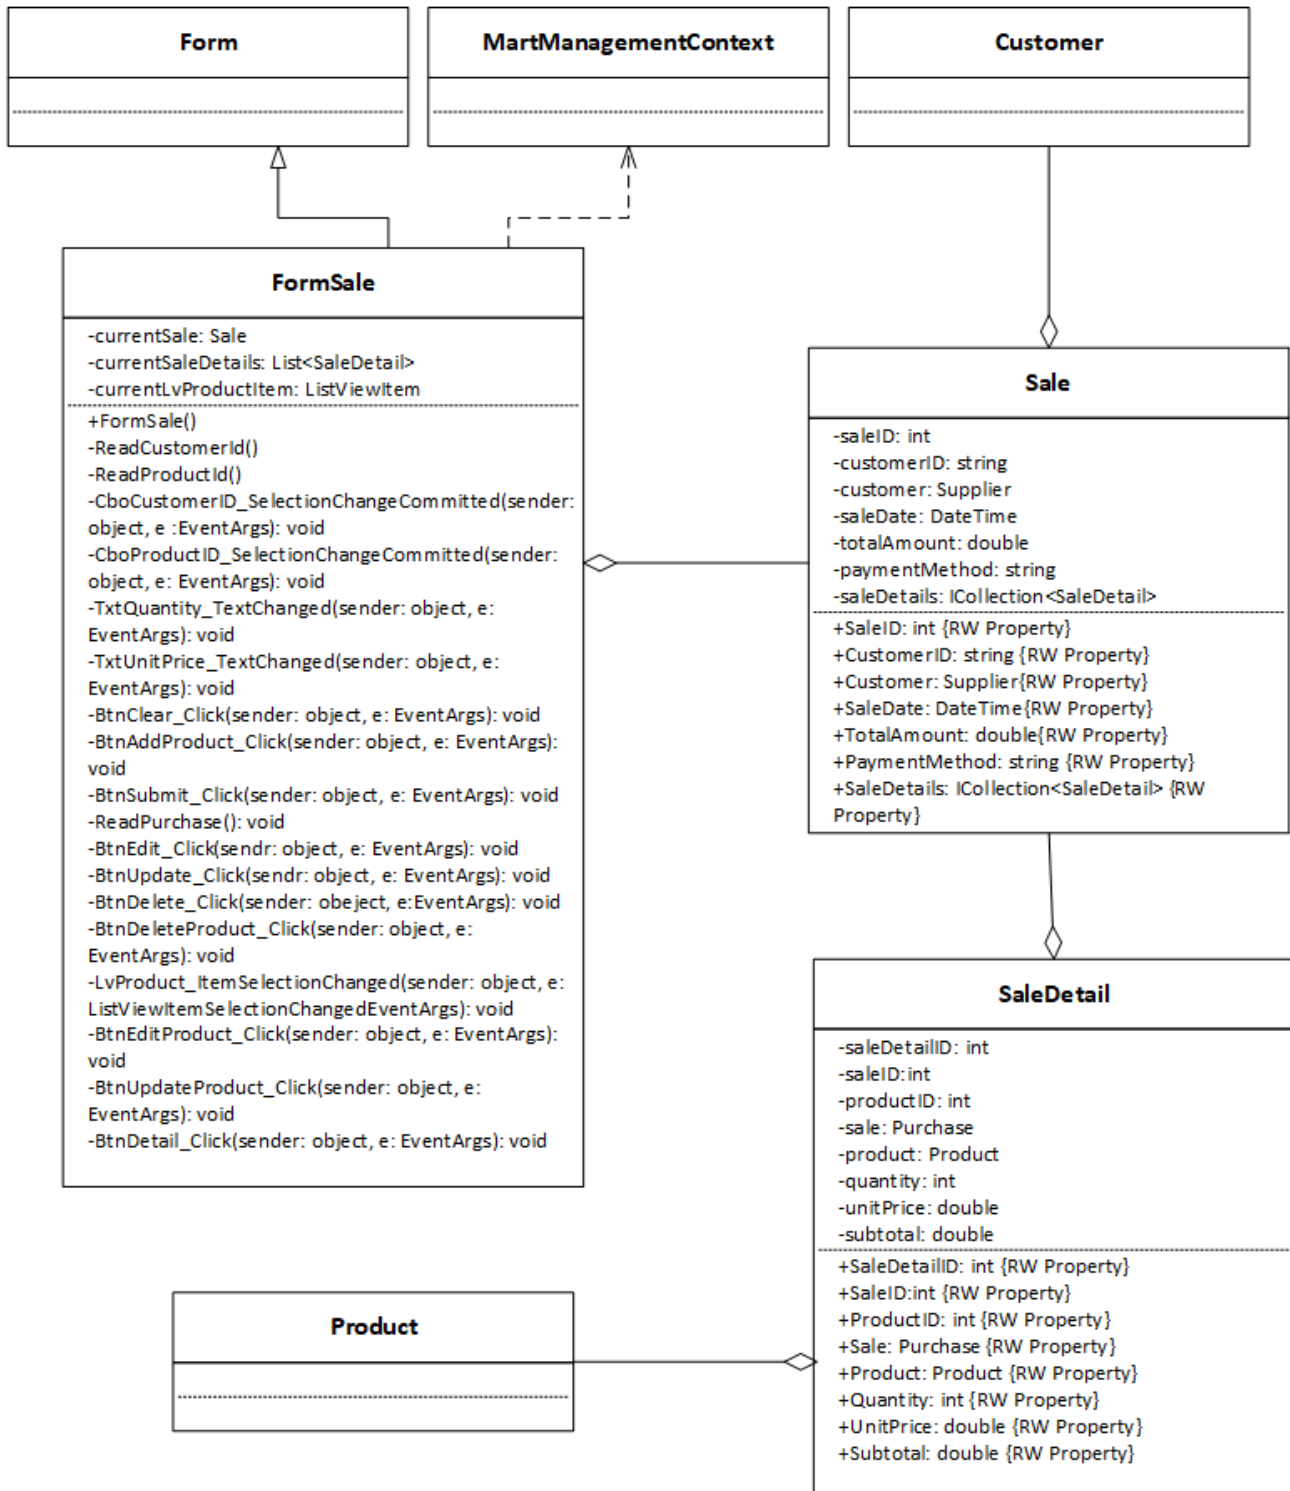 Form
MartManagementContext
Customer
FormSale
-currentSale: Sale
-currentSaleDetails: List<SaleDetail>
-currentLvProductItem: ListViewItem
+FormSale()
-ReadCustomerId()
-ReadProductId()
-CboCustomerID_SelectionChangeCommitted(sender:
object, e :EventArgs): void
-CboProductID_SelectionChangeCommitted(sender:
object, e: EventArgs): void
-TxtQuantity_TextChanged(sender: object, e:
EventArgs): void
-TxtUnitPrice_TextChanged(sender: object, e:
EventArgs): void
-BtnClear_Click(sender: object, e: EventArgs): void
-BtnAddProduct_Click(sender: object, e: EventArgs):
void
-BtnSubmit_Click(sender: object, e: EventArgs): void
-ReadPurchase(): void
-BtnEdit_Click(sendr: object, e: EventArgs): void
-BtnUpdate_Click(sendr: object, e: EventArgs): void
-BtnDelete_Click(sender: obeject, e:EventArgs): void
-BtnDeleteProduct_Click(sender: object, e:
EventArgs): void
-LvProduct_ItemSelectionChanged(sender: object, e:
ListViewItemSelectionChangedEventArgs): void
-BtnEditProduct_Click(sender: object, e: EventArgs):
void
-BtnUpdateProduct_Click(sender: object, e:
EventArgs): void
-BtnDetail_Click(sender: object, e: EventArgs): void
Sale
-saleID: int
-customerID: string
-customer: Supplier
-saleDate: DateTime
-totalAmount: double
-paymentMethod: string
-saleDetails: ICollection<SaleDetail>
+SaleID: int {RW Property}
+CustomerID: string {RW Property}
+Customer: Supplier{RW Property}
+SaleDate: DateTime{RW Property}
+TotalAmount: double{RW Property}
+PaymentMethod: string {RW Property}
+SaleDetails: ICollection<SaleDetail> {RW
Property}
SaleDetail
-saleDetailID: int
-saleID:int
-productID: int
-sale: Purchase
-product: Product
-quantity: int
-unitPrice: double
-subtotal: double
+SaleDetailID: int {RW Property}
+SaleID:int {RW Property}
+ProductID: int {RW Property}
+Sale: Purchase {RW Property}
+Product: Product {RW Property}
+Quantity: int {RW Property}
+UnitPrice: double {RW Property}
+Subtotal: double {RW Property}
Product